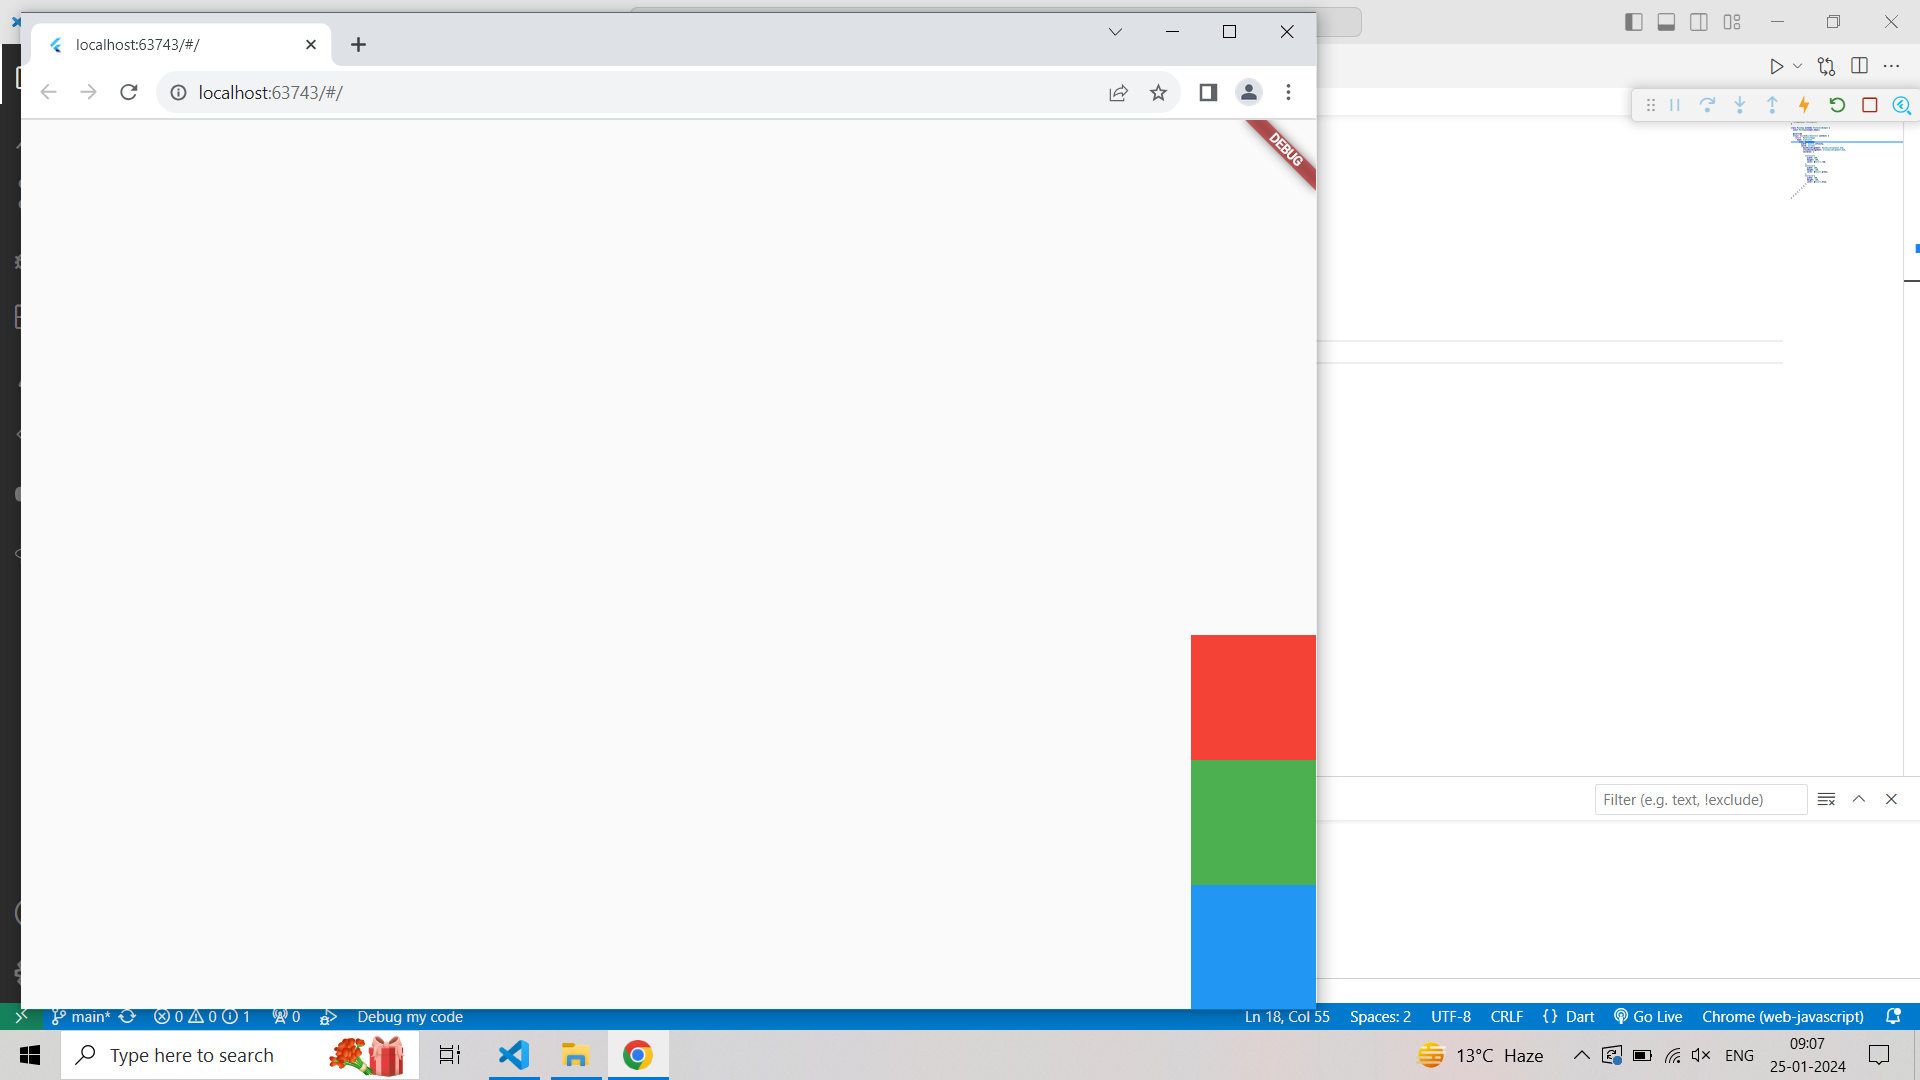 localhost:63743/#/
localhost:63743/#/
DEBUG
Filter (e.g. text, !exclude)
main* 0 0 1 0 Debug my code
Ln 18, Col 55 Spaces: 2 UTF-8 CRLF {} Dart Go Live Chrome (web-javascript)
Type here to search
13°C Haze
ENG
09:07
25-01-2024